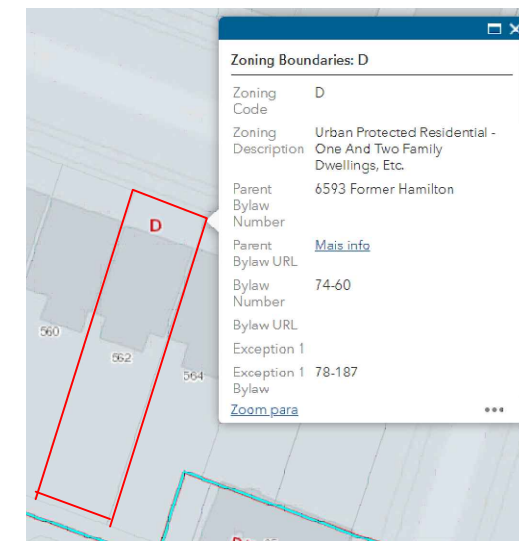 Zoning Boundaries: D
Zoning Code D
Zoning Description Urban Protected Residential - One And Two Family Dwellings, Etc.
Parent Bylaw Number 6593 Former Hamilton
Parent Bylaw URL Mais info
Bylaw Number 74-60
Bylaw URL
Exception 1
Exception 1 Bylaw 78-187
Zoom para
D
560
562
564